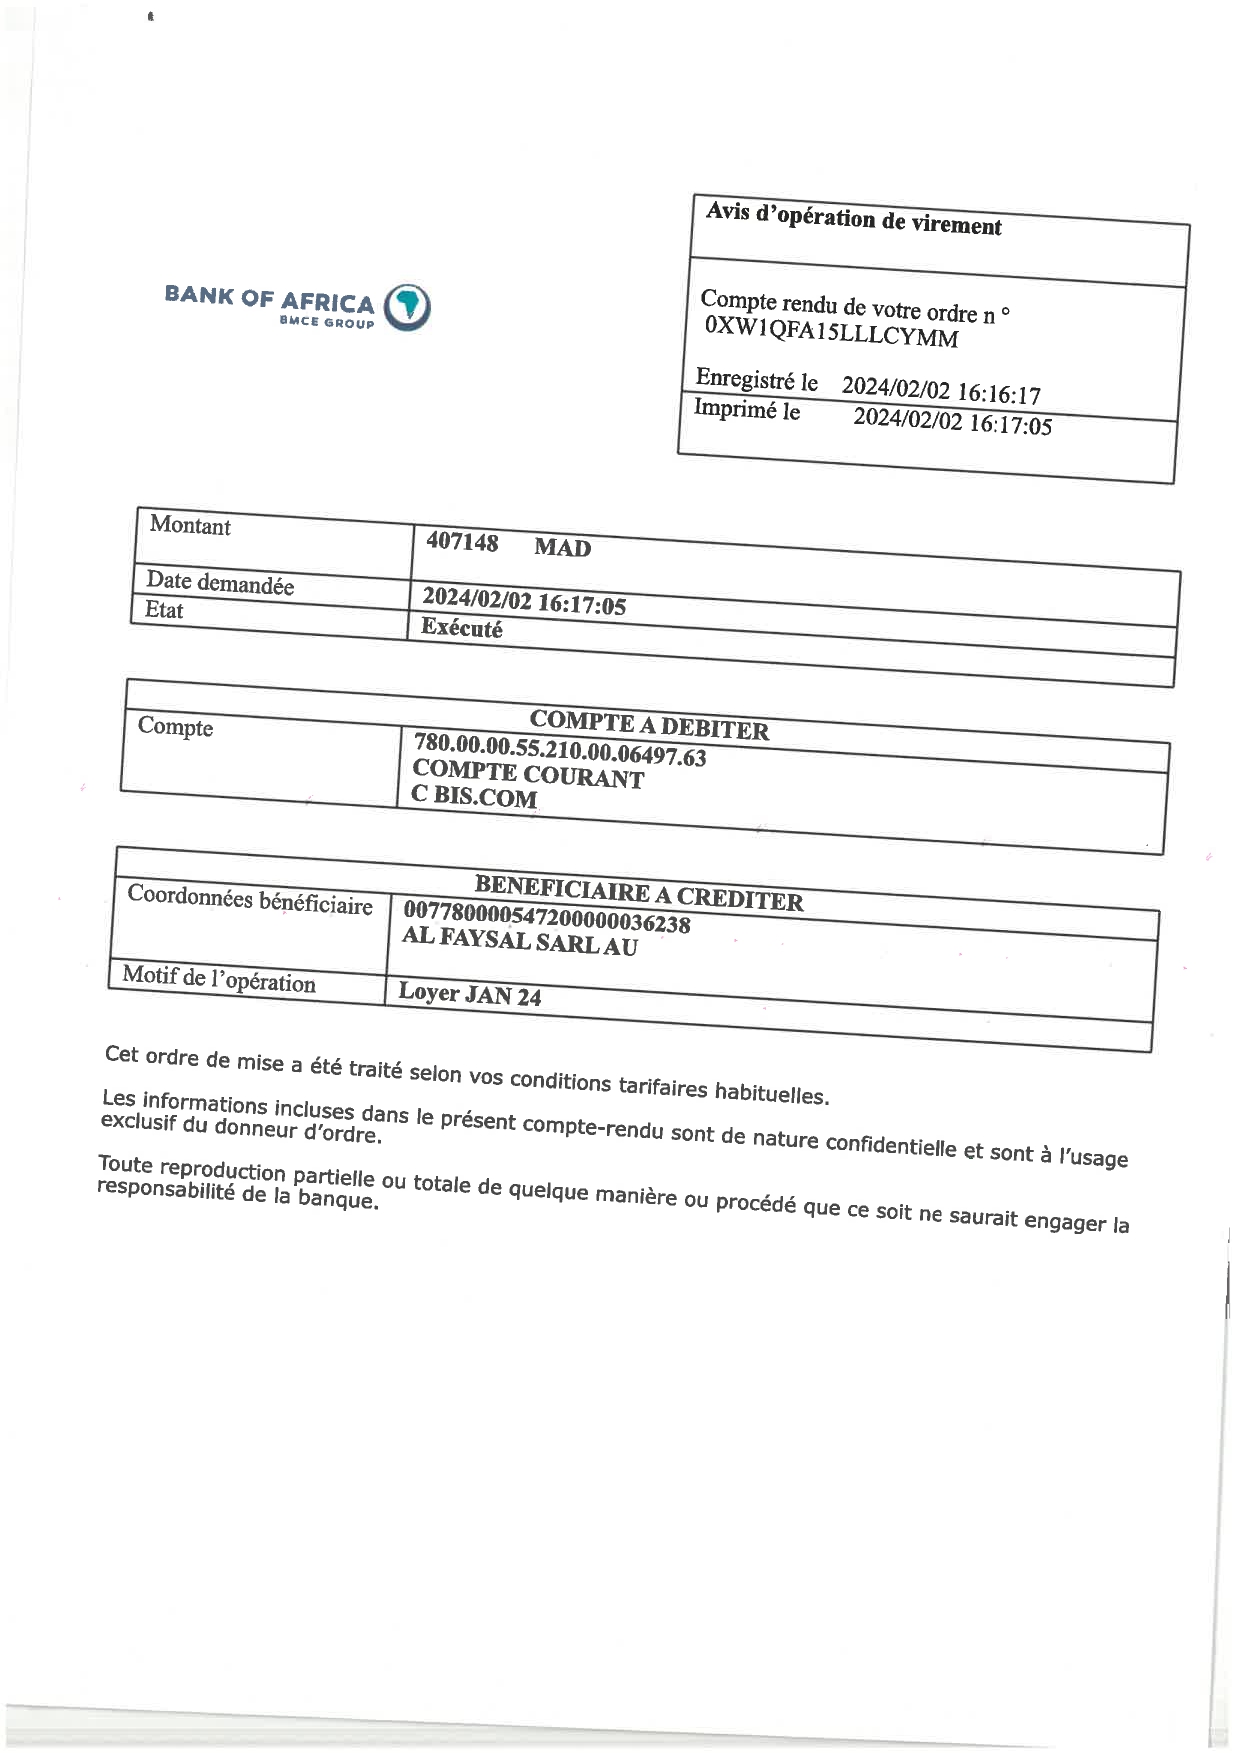 Avis d'opération de virement
BANK OF AFRICA
BMCE GROUP
Compte rendu de votre ordre n °
0XW1QFA15LLLCYMM
Enregistré le 2024/02/02 16:16:17
Imprimé le 2024/02/02 16:17:05
Montant 407148 MAD
Date demandée 2024/02/02 16:17:05
Etat Exécuté
COMPTE A DEBITER
Compte 780.00.00.55.210.00.06497.63
COMPTE COURANT
C BIS.COM
BENEFICIAIRE A CREDITER
Coordonnées bénéficiaire 007780000547200000036238
AL FAYSAL SARL AU
Motif de l'opération Loyer JAN 24
Cet ordre de mise a été traité selon vos conditions tarifaires habituelles.
Les informations incluses dans le présent compte-rendu sont de nature confidentielle et sont à l'usage
exclusif du donneur d'ordre.
Toute reproduction partielle ou totale de quelque manière ou procédé que ce soit ne saurait engager la
responsabilité de la banque.